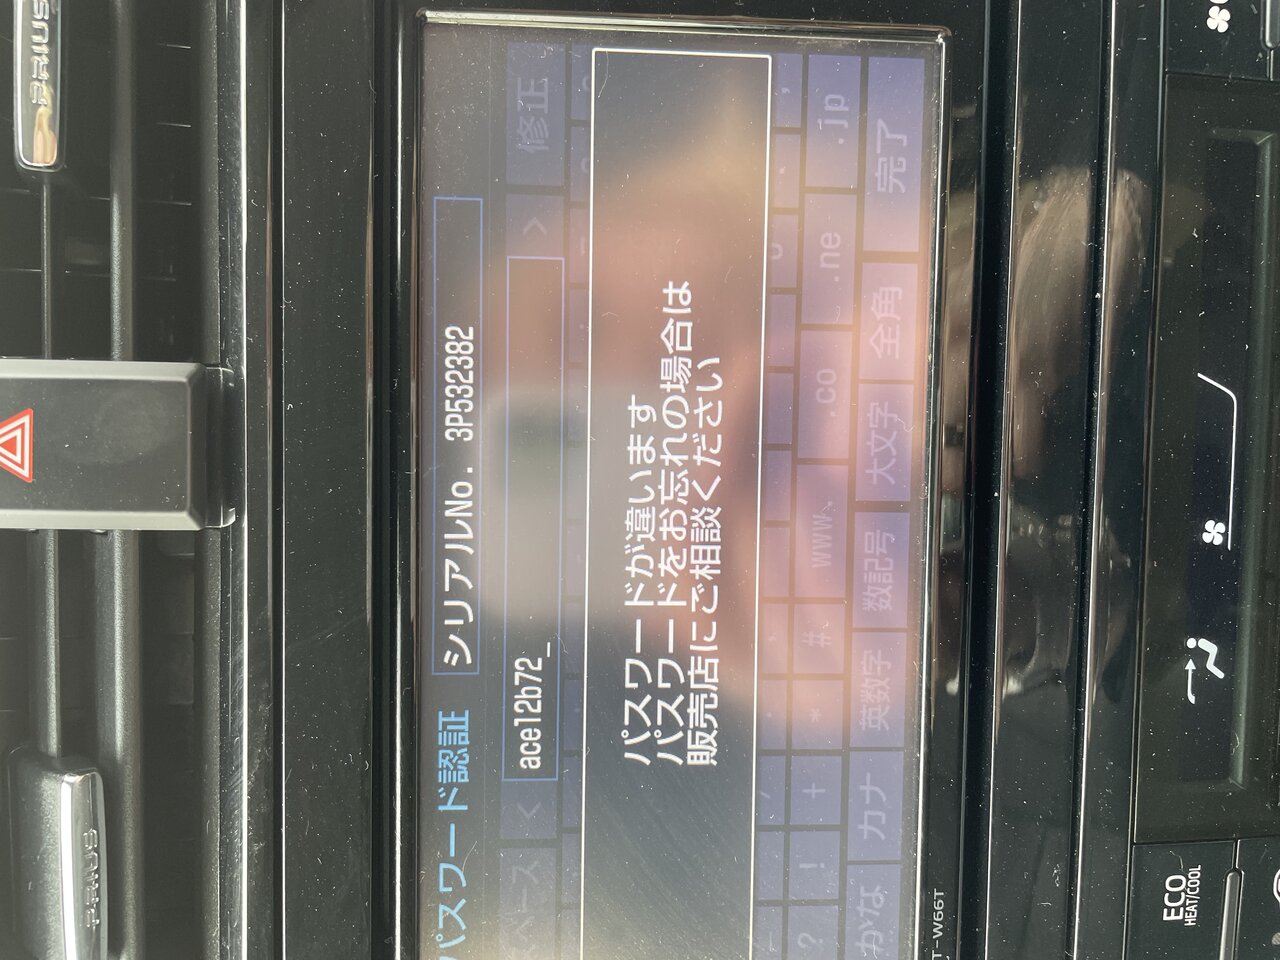 パスワード認証
シリアルNo. 3P532382
<
ace12b72_
>
修正
パスワードが違います
パスワードをお忘れの場合は
販売店にご相談ください
?
!
+
*
#
www.
.co
.ne
.jp
かな
カナ
英数字
数記号
大文字
全角
完了
T-W66T
PRIUS
PRIUS
ECO
HEAT/COOL